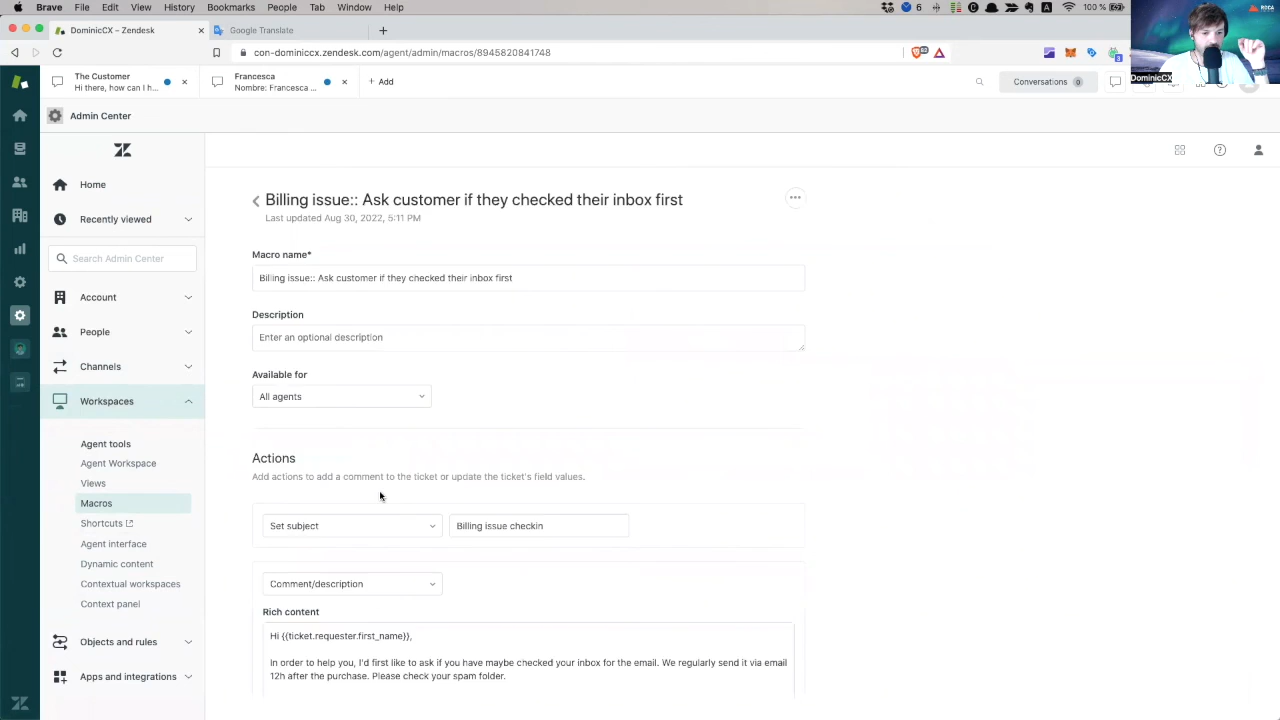 Brave File Edit View History Bookmarks People Tab Window Help
6
100 %
DominicCX – Zendesk
Google Translate
con-dominiccx.zendesk.com/agent/admin/macros/8945820841748
ROCA
DominicCX
The Customer
Hi there, how can I h...
Francesca
Nombre: Francesca ...
+ Add
Conversations 0
Admin Center
Home
Recently viewed
Search Admin Center
Account
People
Channels
Workspaces
Agent tools
Agent Workspace
Views
Macros
Shortcuts
Agent interface
Dynamic content
Contextual workspaces
Context panel
Objects and rules
Apps and integrations
Billing issue:: Ask customer if they checked their inbox first
Last updated Aug 30, 2022, 5:11 PM
Macro name*
Billing issue:: Ask customer if they checked their inbox first
Description
Enter an optional description
Available for
All agents
Actions
Add actions to add a comment to the ticket or update the ticket's field values.
Set subject
Billing issue checkin
Comment/description
Rich content
Hi {{ticket.requester.first_name}},
In order to help you, I'd first like to ask if you have maybe checked your inbox for the email. We regularly send it via email
12h after the purchase. Please check your spam folder.